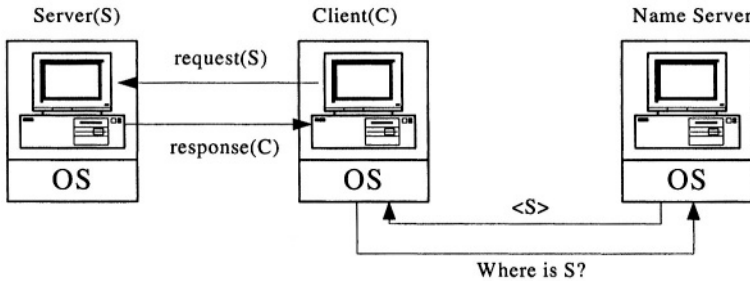 Server(S)
Client(C)
Name Server
request(S)
response(C)
OS
OS
OS
<S>
Where is S?